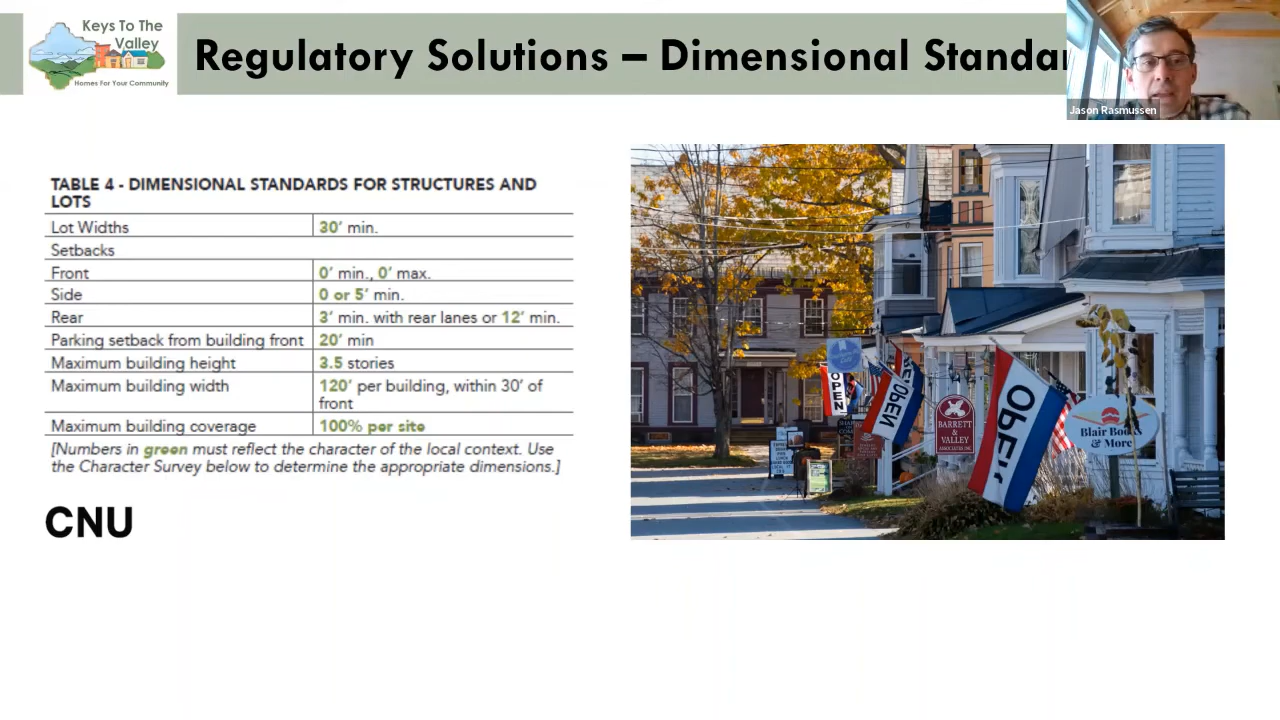 Keys To The
Valley
Homes For Your Community
Regulatory Solutions – Dimensional Standar
Jason Rasmussen
TABLE 4 - DIMENSIONAL STANDARDS FOR STRUCTURES AND
LOTS
Lot Widths 30' min.
Setbacks
Front 0' min., 0' max.
Side 0 or 5' min.
Rear 3' min. with rear lanes or 12' min.
Parking setback from building front 20' min
Maximum building height 3.5 stories
Maximum building width 120' per building, within 30' of
front
Maximum building coverage 100% per site
[Numbers in green must reflect the character of the local context. Use
the Character Survey below to determine the appropriate dimensions.]
CNU
OPEN
OPEN
OPEN
BARRETT
&
VALLEY
Blair Books
& More